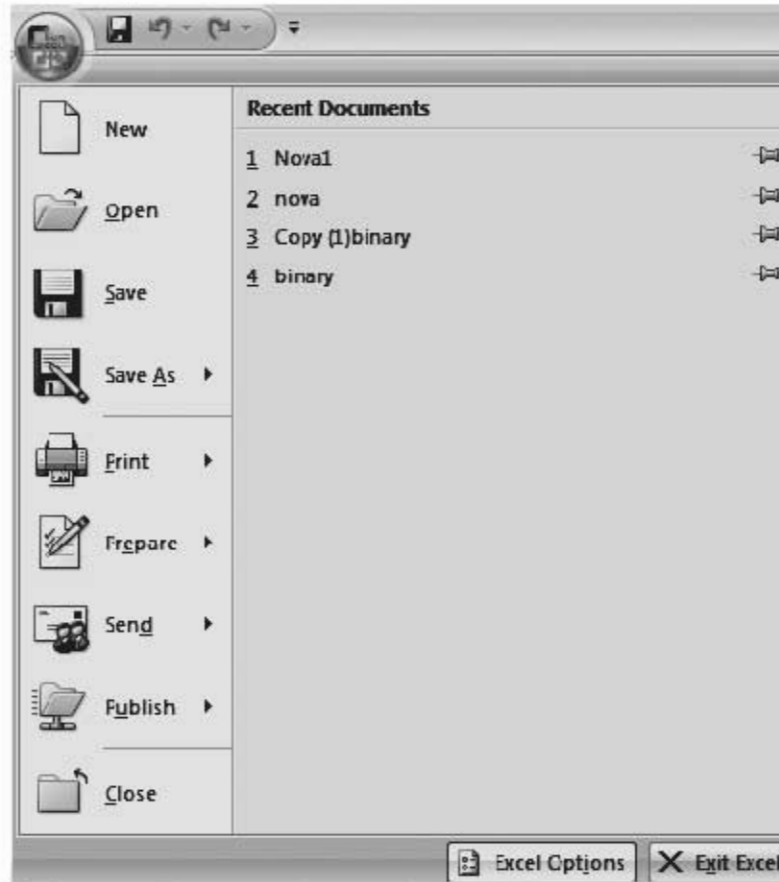 New
Open
Save
Save As
Print
Prepare
Send
Publish
Close
Recent Documents
1 Nova1
2 nova
3 Copy (1)binary
4 binary
Excel Options
Exit Excel